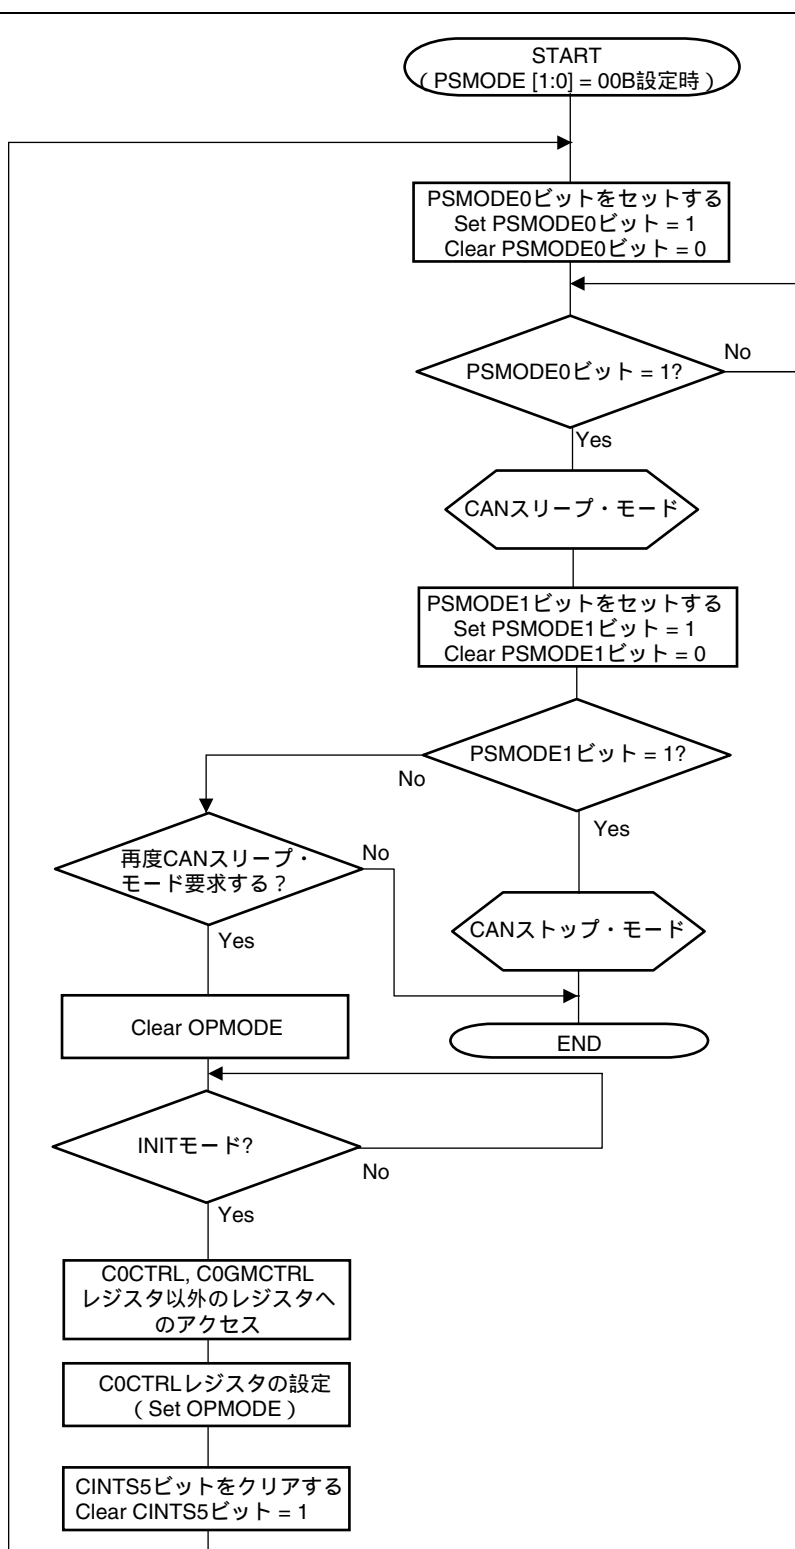 START
（PSMODE [1:0] = 00B設定時）
PSMODE0ビットをセットする
Set PSMODE0ビット = 1
Clear PSMODE0ビット = 0
PSMODE0ビット = 1?
No
Yes
CANスリープ・モード
PSMODE1ビットをセットする
Set PSMODE1ビット = 1
Clear PSMODE1ビット = 0
PSMODE1ビット = 1?
No
Yes
再度CANスリープ・
モード要求する？
No
Yes
CANストップ・モード
Clear OPMODE
END
INITモード?
No
Yes
C0CTRL, C0GMCTRL
レジスタ以外のレジスタへ
のアクセス
C0CTRLレジスタの設定
（Set OPMODE）
CINTS5ビットをクリアする
Clear CINTS5ビット = 1